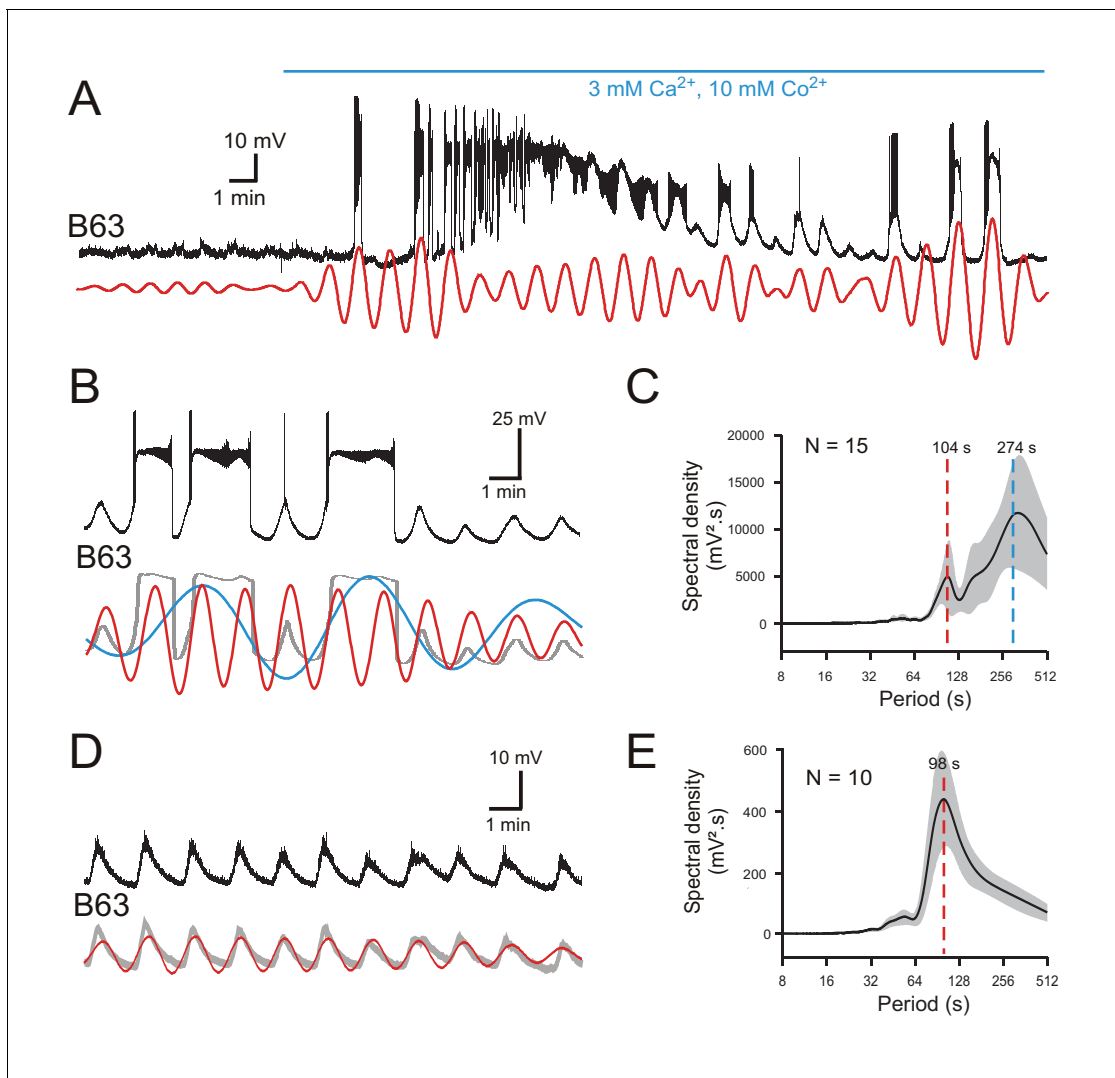 A
3 mM Ca²⁺, 10 mM Co²⁺
10 mV
1 min
B63
B
25 mV
1 min
B63
C
N = 15
104 s
274 s
Spectral density
(mV².s)
20000
15000
10000
5000
0
8 16 32 64 128 256 512
Period (s)
D
10 mV
1 min
B63
E
N = 10
98 s
Spectral density
(mV².s)
600
400
200
0
8 16 32 64 128 256 512
Period (s)